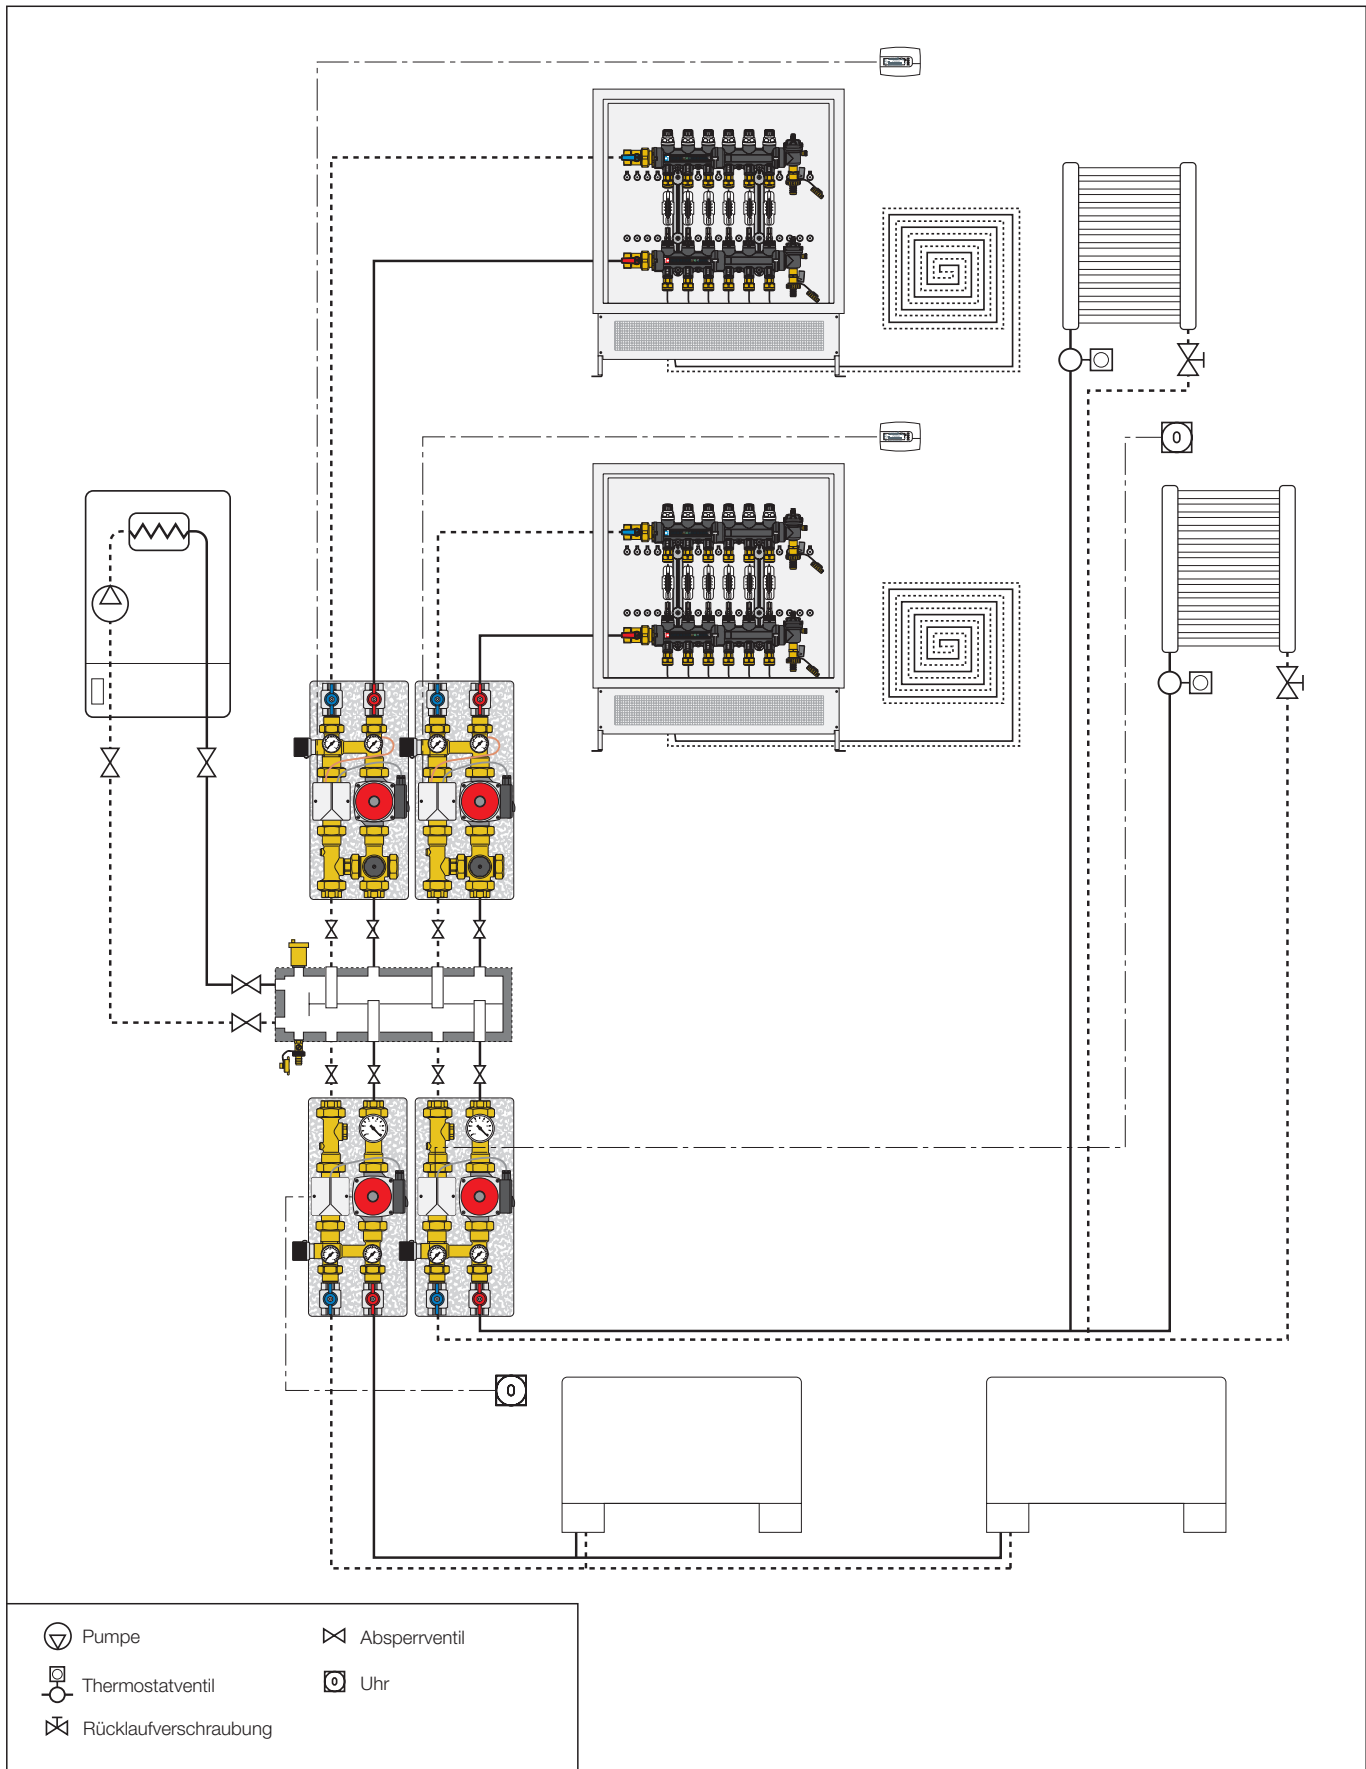 Pumpe
Absperrventil
Thermostatventil
Uhr
Rücklaufverschraubung